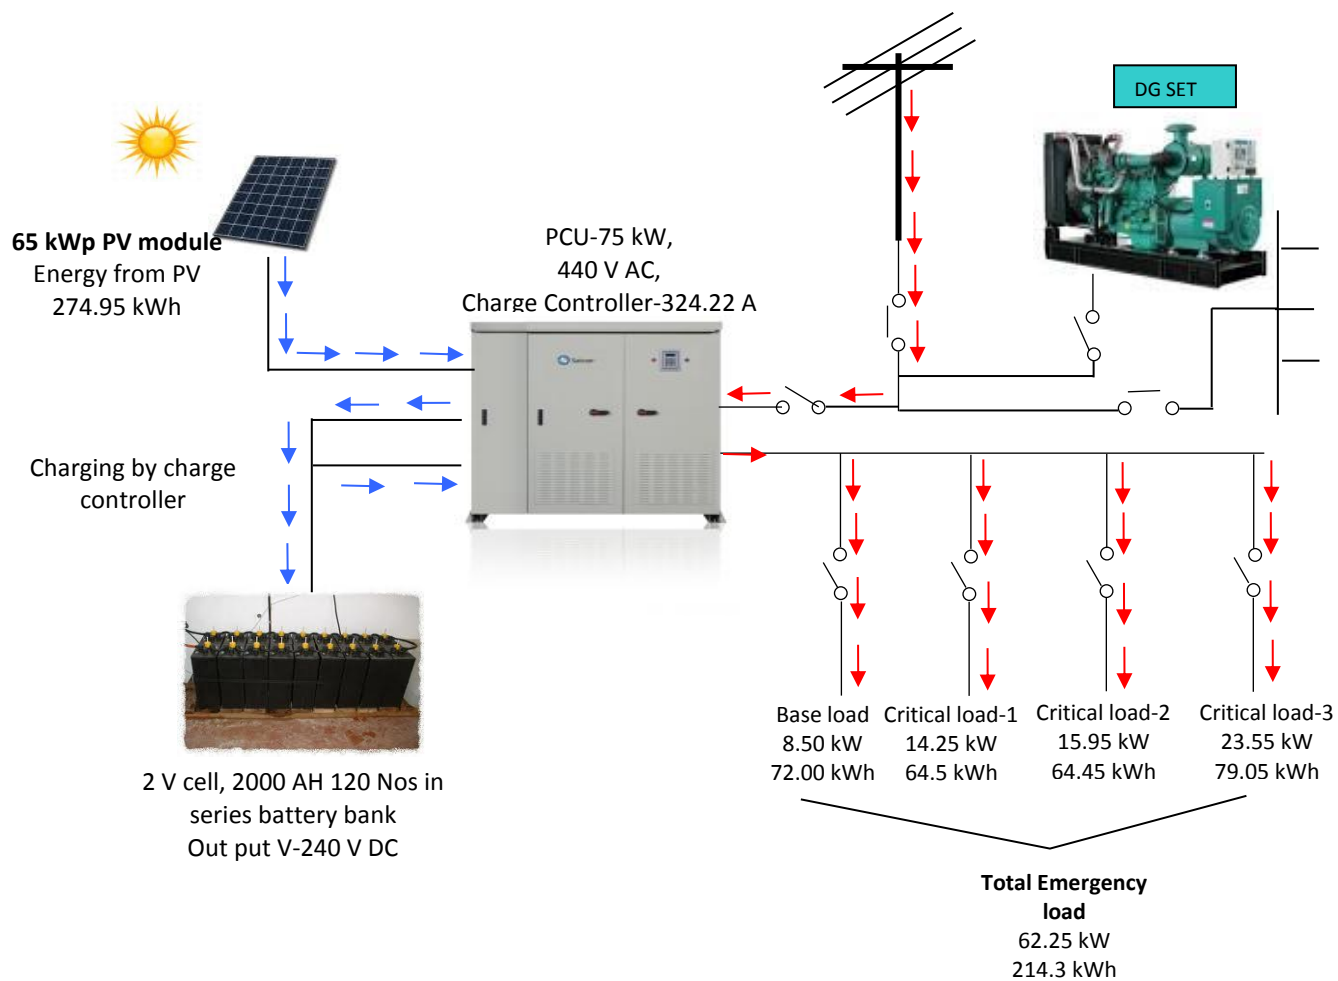 DG SET
65 kWp PV module
Energy from PV
274.95 kWh
PCU-75 kW,
440 V AC,
Charge Controller-324.22 A
Charging by charge
controller
2 V cell, 2000 AH 120 Nos in
series battery bank
Out put V-240 V DC
Base load
8.50 kW
72.00 kWh
Critical load-1
14.25 kW
64.5 kWh
Critical load-2
15.95 kW
64.45 kWh
Critical load-3
23.55 kW
79.05 kWh
Total Emergency
load
62.25 kW
214.3 kWh